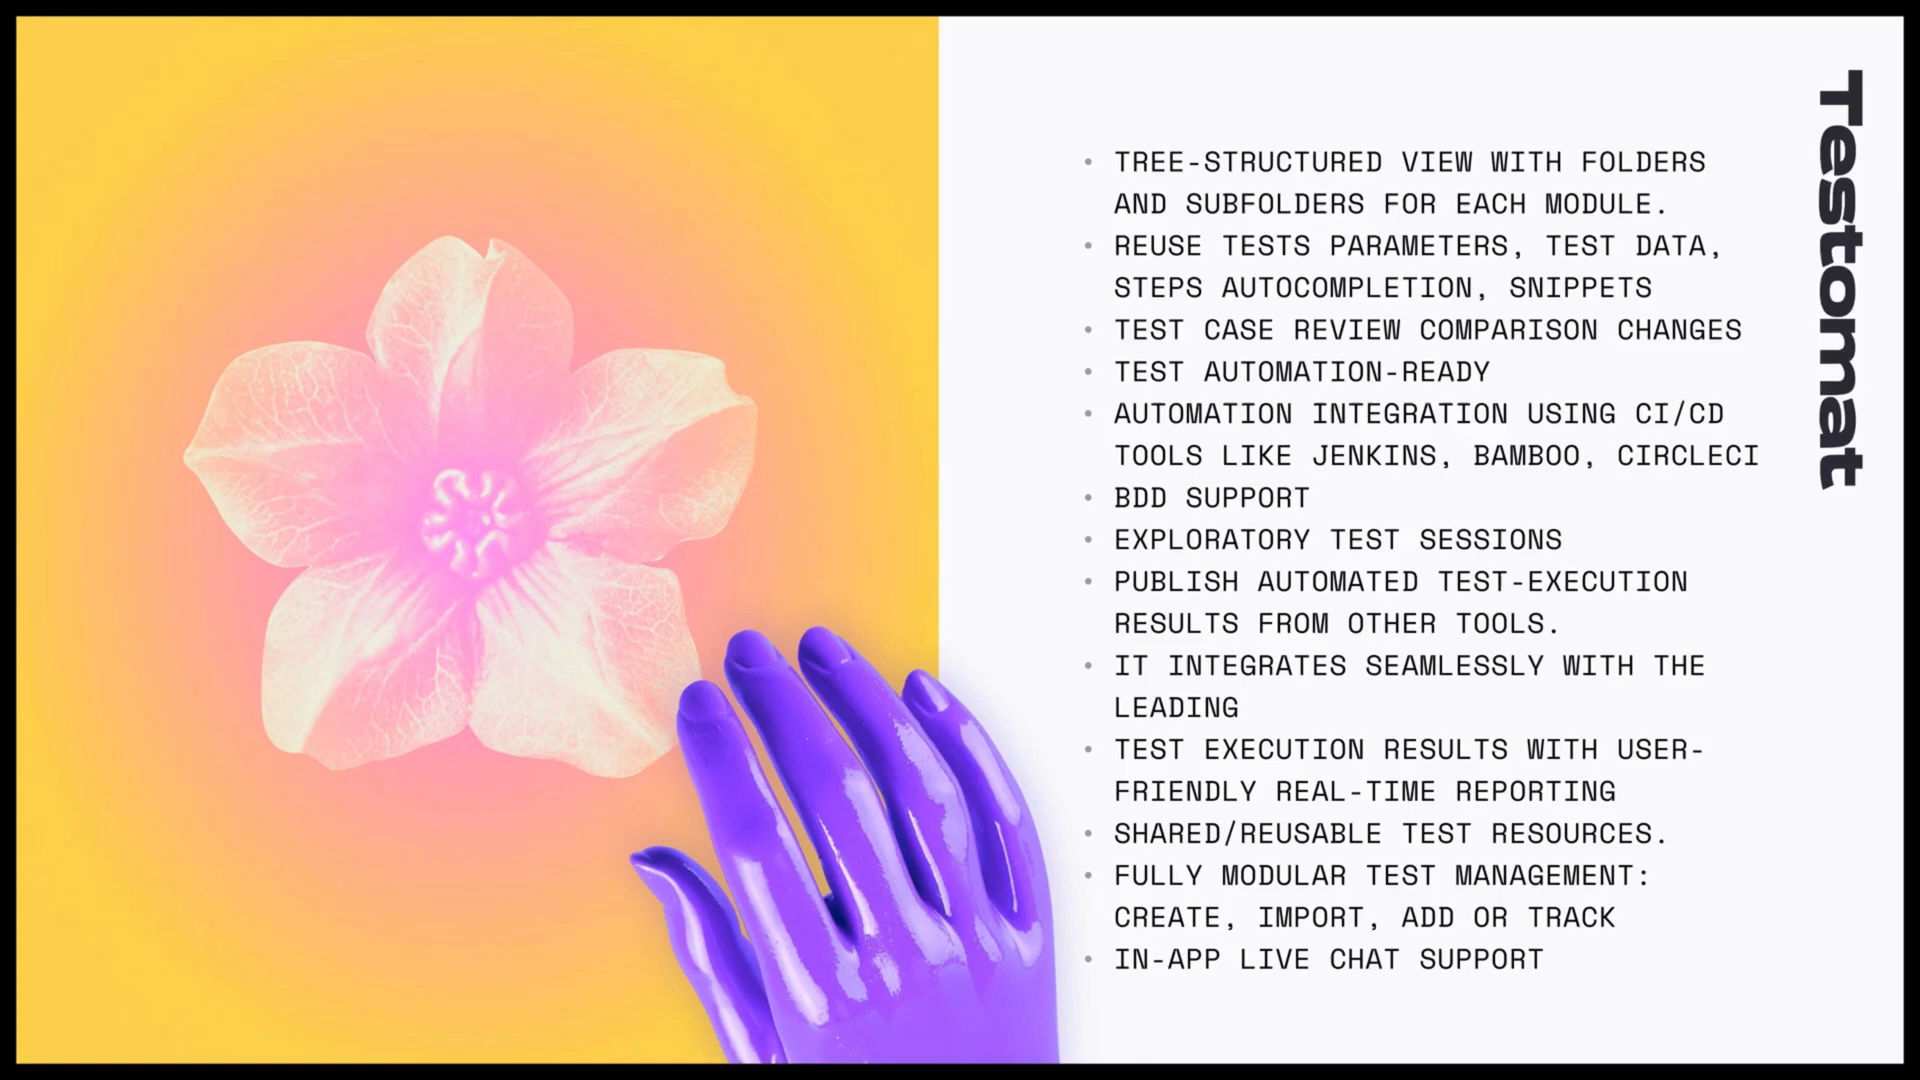 Testomat
• TREE-STRUCTURED VIEW WITH FOLDERS
AND SUBFOLDERS FOR EACH MODULE.
• REUSE TESTS PARAMETERS, TEST DATA,
STEPS AUTOCOMPLETION, SNIPPETS
• TEST CASE REVIEW COMPARISON CHANGES
• TEST AUTOMATION-READY
• AUTOMATION INTEGRATION USING CI/CD
TOOLS LIKE JENKINS, BAMBOO, CIRCLECI
• BDD SUPPORT
• EXPLORATORY TEST SESSIONS
• PUBLISH AUTOMATED TEST-EXECUTION
RESULTS FROM OTHER TOOLS.
• IT INTEGRATES SEAMLESSLY WITH THE
LEADING
• TEST EXECUTION RESULTS WITH USER-
FRIENDLY REAL-TIME REPORTING
• SHARED/REUSABLE TEST RESOURCES.
• FULLY MODULAR TEST MANAGEMENT:
CREATE, IMPORT, ADD OR TRACK
• IN-APP LIVE CHAT SUPPORT